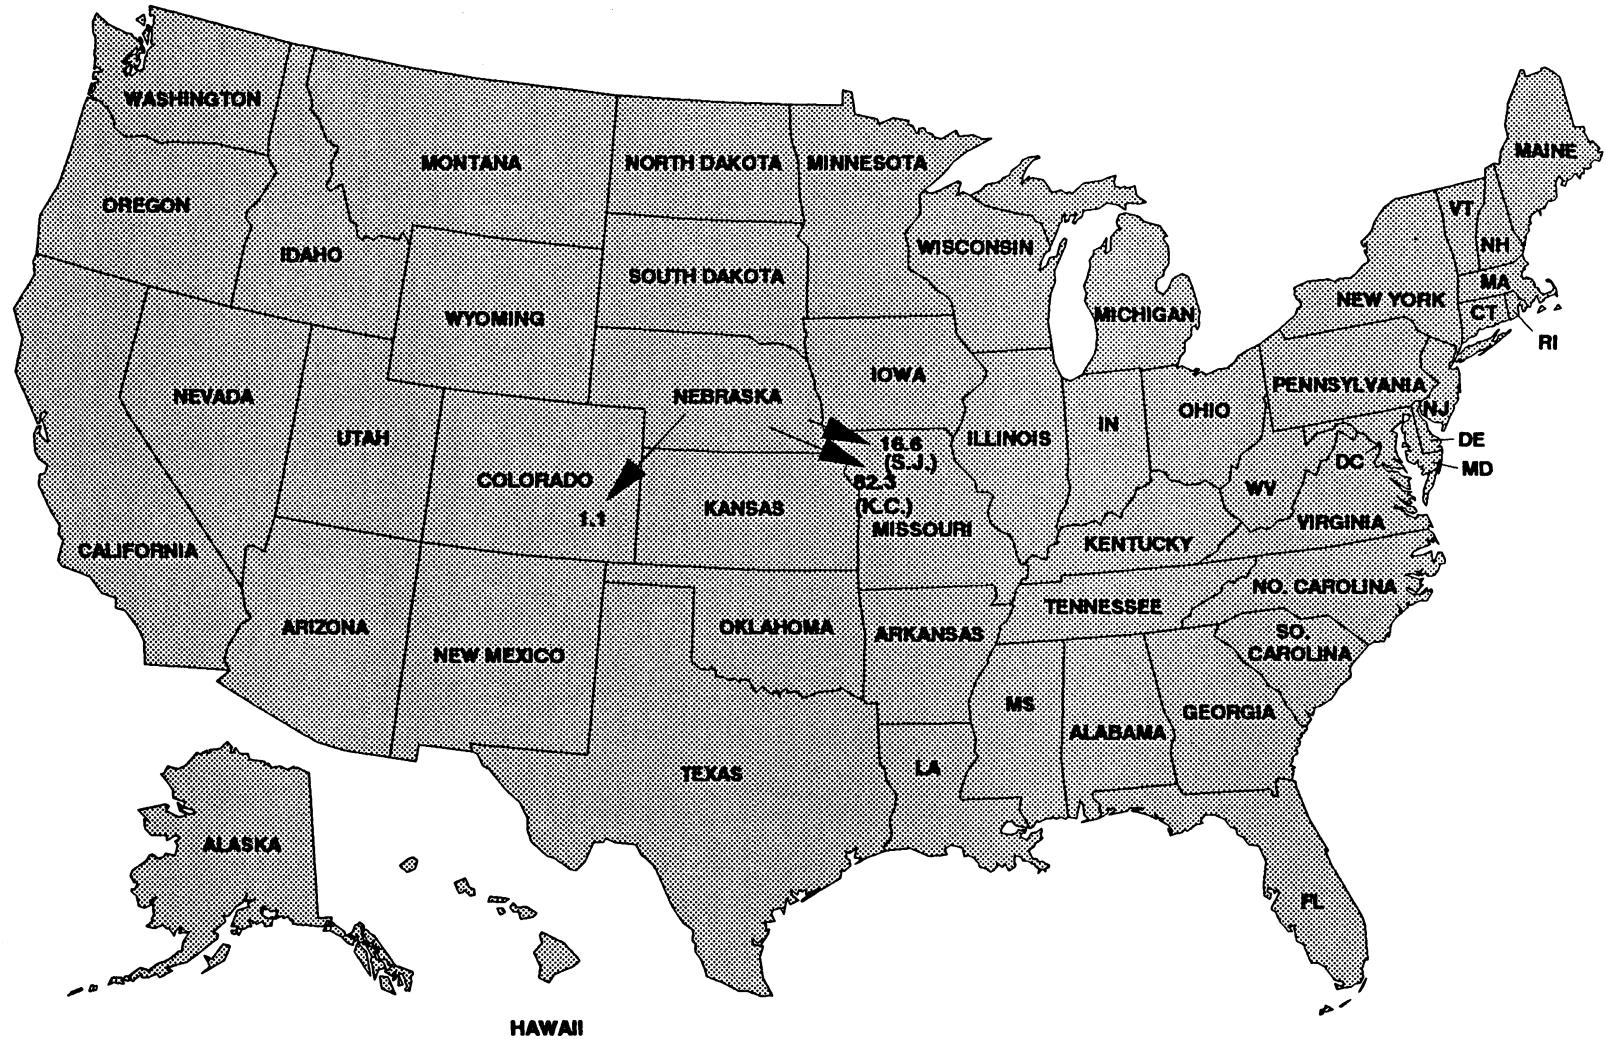 WASHINGTON
MONTANA
NORTH DAKOTA
MINNESOTA
MAINE
OREGON
VT
IDAHO
WISCONSIN
NH
SOUTH DAKOTA
MA
WYOMING
MICHIGAN
NEW YORK
CT
RI
NEVADA
NEBRASKA
IOWA
PENNSYLVANIA
UTAH
ILLINOIS
IN
OHIO
NJ
DE
16.6
(S.J.)
COLORADO
DC
MD
62.3
(K.C.)
WV
KANSAS
1.1
MISSOURI
VIRGINIA
CALIFORNIA
KENTUCKY
NO. CAROLINA
TENNESSEE
ARIZONA
OKLAHOMA
ARKANSAS
SO.
CAROLINA
NEW MEXICO
MS
GEORGIA
ALABAMA
TEXAS
LA
ALASKA
FL
HAWAII